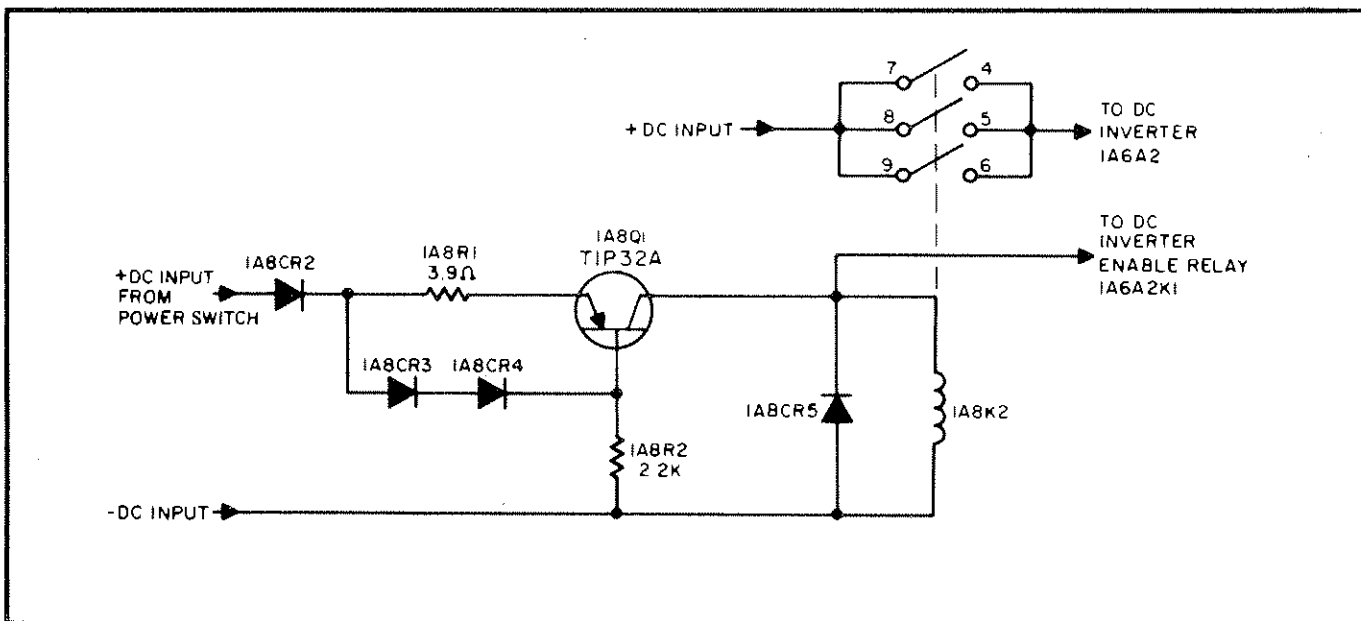 7 4
+DC INPUT
8 5
9 6
TO DC
INVERTER
1A6A2
TO DC
INVERTER
ENABLE RELAY
1A6A2K1
1A8Q1
TIP32A
1A8R1
3.9Ω
1A8CR2
+DC INPUT
FROM
POWER SWITCH
1A8CR3 1A8CR4
1A8CR5
1A8K2
1A8R2
2 2K
-DC INPUT